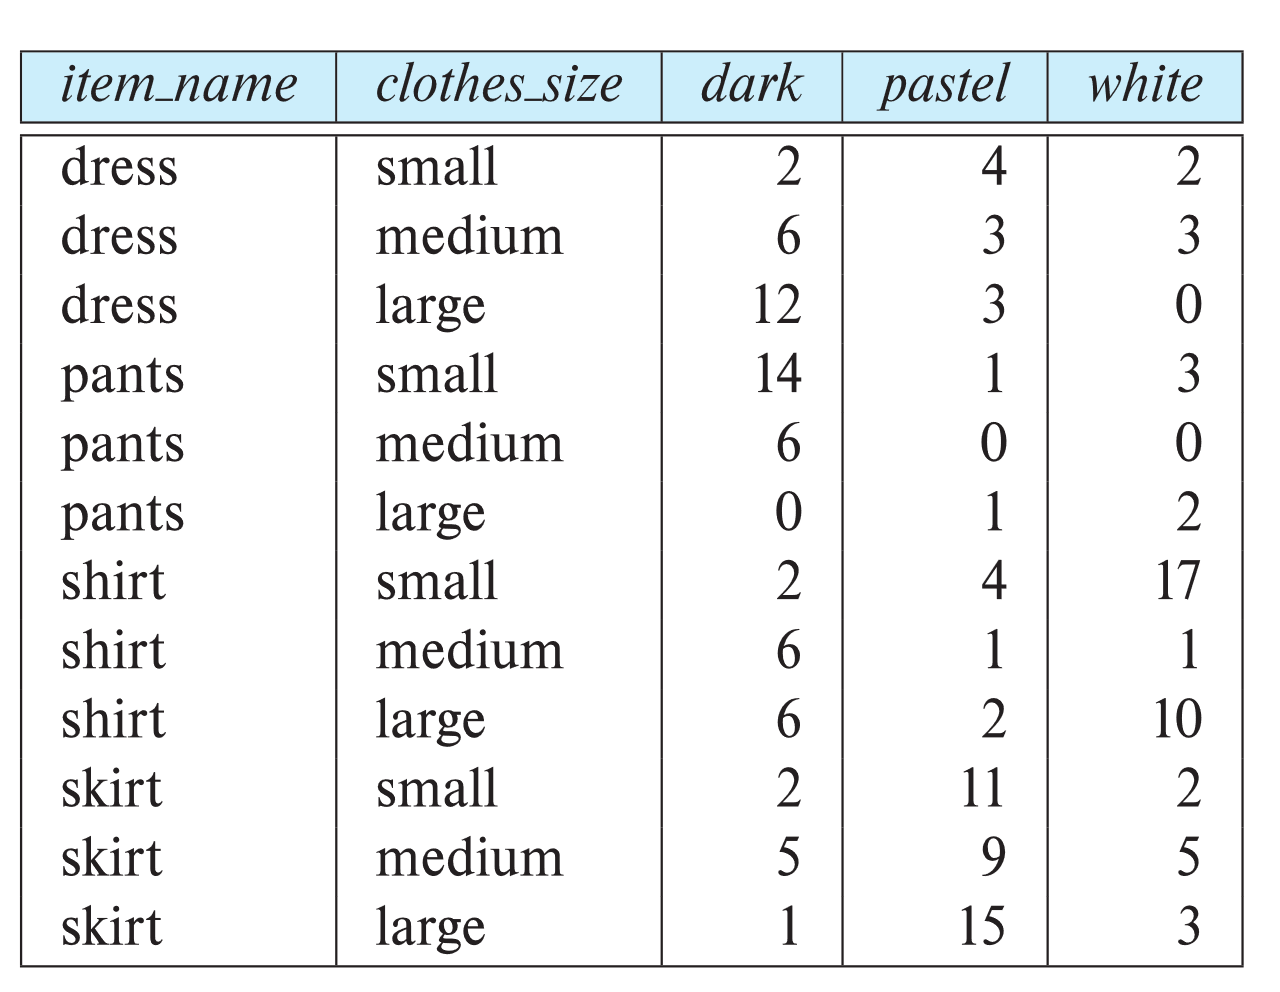 item_name clothes_size dark pastel white
dress small 2 4 2
dress medium 6 3 3
dress large 12 3 0
pants small 14 1 3
pants medium 6 0 0
pants large 0 1 2
shirt small 2 4 17
shirt medium 6 1 1
shirt large 6 2 10
skirt small 2 11 2
skirt medium 5 9 5
skirt large 1 15 3